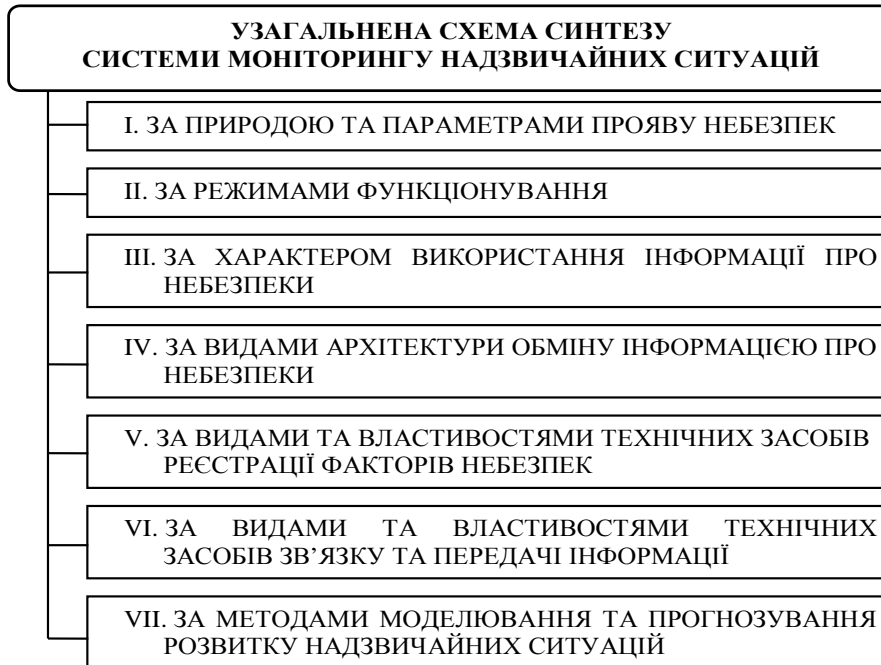 УЗАГАЛЬНЕНА СХЕМА СИНТЕЗУ
СИСТЕМИ МОНІТОРИНГУ НАДЗВИЧАЙНИХ СИТУАЦІЙ
І. ЗА ПРИРОДОЮ ТА ПАРАМЕТРАМИ ПРОЯВУ НЕБЕЗПЕК
ІІ. ЗА РЕЖИМАМИ ФУНКЦІОНУВАННЯ
ІІІ. ЗА ХАРАКТЕРОМ ВИКОРИСТАННЯ ІНФОРМАЦІЇ ПРО
НЕБЕЗПЕКИ
IV. ЗА ВИДАМИ АРХІТЕКТУРИ ОБМІНУ ІНФОРМАЦІЄЮ ПРО
НЕБЕЗПЕКИ
V. ЗА ВИДАМИ ТА ВЛАСТИВОСТЯМИ ТЕХНІЧНИХ ЗАСОБІВ
РЕЄСТРАЦІЇ ФАКТОРІВ НЕБЕЗПЕК
VI. ЗА ВИДАМИ ТА ВЛАСТИВОСТЯМИ ТЕХНІЧНИХ
ЗАСОБІВ ЗВ’ЯЗКУ ТА ПЕРЕДАЧІ ІНФОРМАЦІЇ
VII. ЗА МЕТОДАМИ МОДЕЛЮВАННЯ ТА ПРОГНОЗУВАННЯ
РОЗВИТКУ НАДЗВИЧАЙНИХ СИТУАЦІЙ